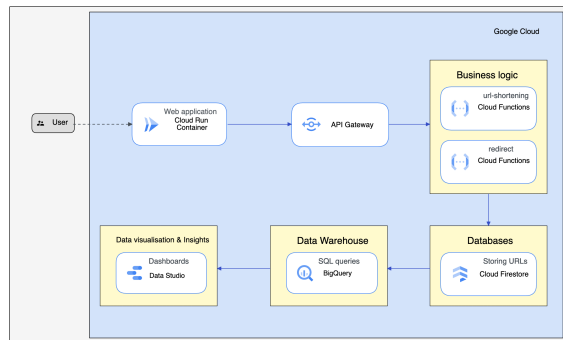 Google Cloud
Business logic
url-shortening
Cloud Functions
redirect
Cloud Functions
User
Web application
Cloud Run
Container
API Gateway
Data visualisation & Insights
Dashboards
Data Studio
Data Warehouse
SQL queries
BigQuery
Databases
Storing URLs
Cloud Firestore